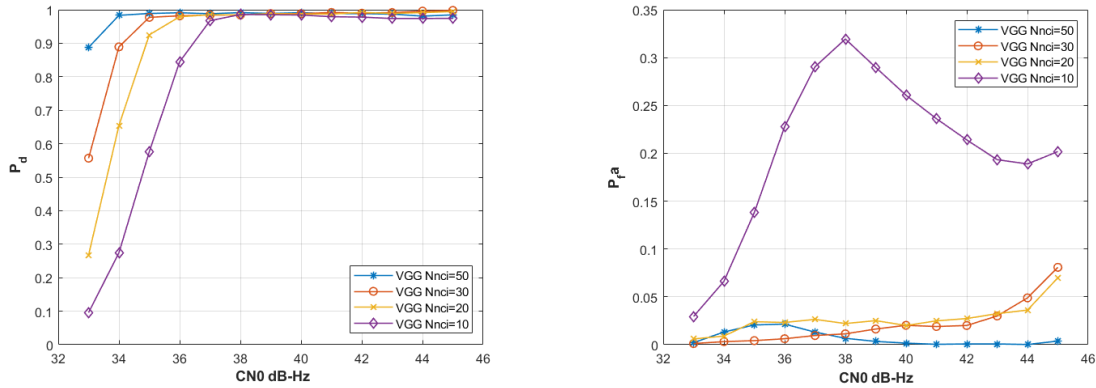 1
0.9
0.8
0.7
0.6
0.5
0.4
0.3
0.2
0.1
0
P_d
32 34 36 38 40 42 44 46
CN0 dB-Hz
VGG Nnci=50
VGG Nnci=30
VGG Nnci=20
VGG Nnci=10
0.35
0.3
0.25
0.2
0.15
0.1
0.05
0
P_fa
32 34 36 38 40 42 44 46
CN0 dB-Hz
VGG Nnci=50
VGG Nnci=30
VGG Nnci=20
VGG Nnci=10